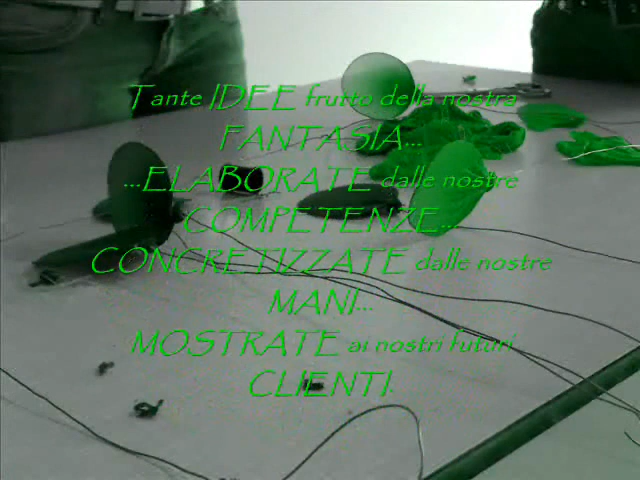 Tante IDEE frutto della nostra
FANTASIA...
...ELABORATE dalle nostre
COMPETENZE...
CONCRETIZZATE dalle nostre
MANI...
MOSTRATE ai nostri futuri
CLIENTI.